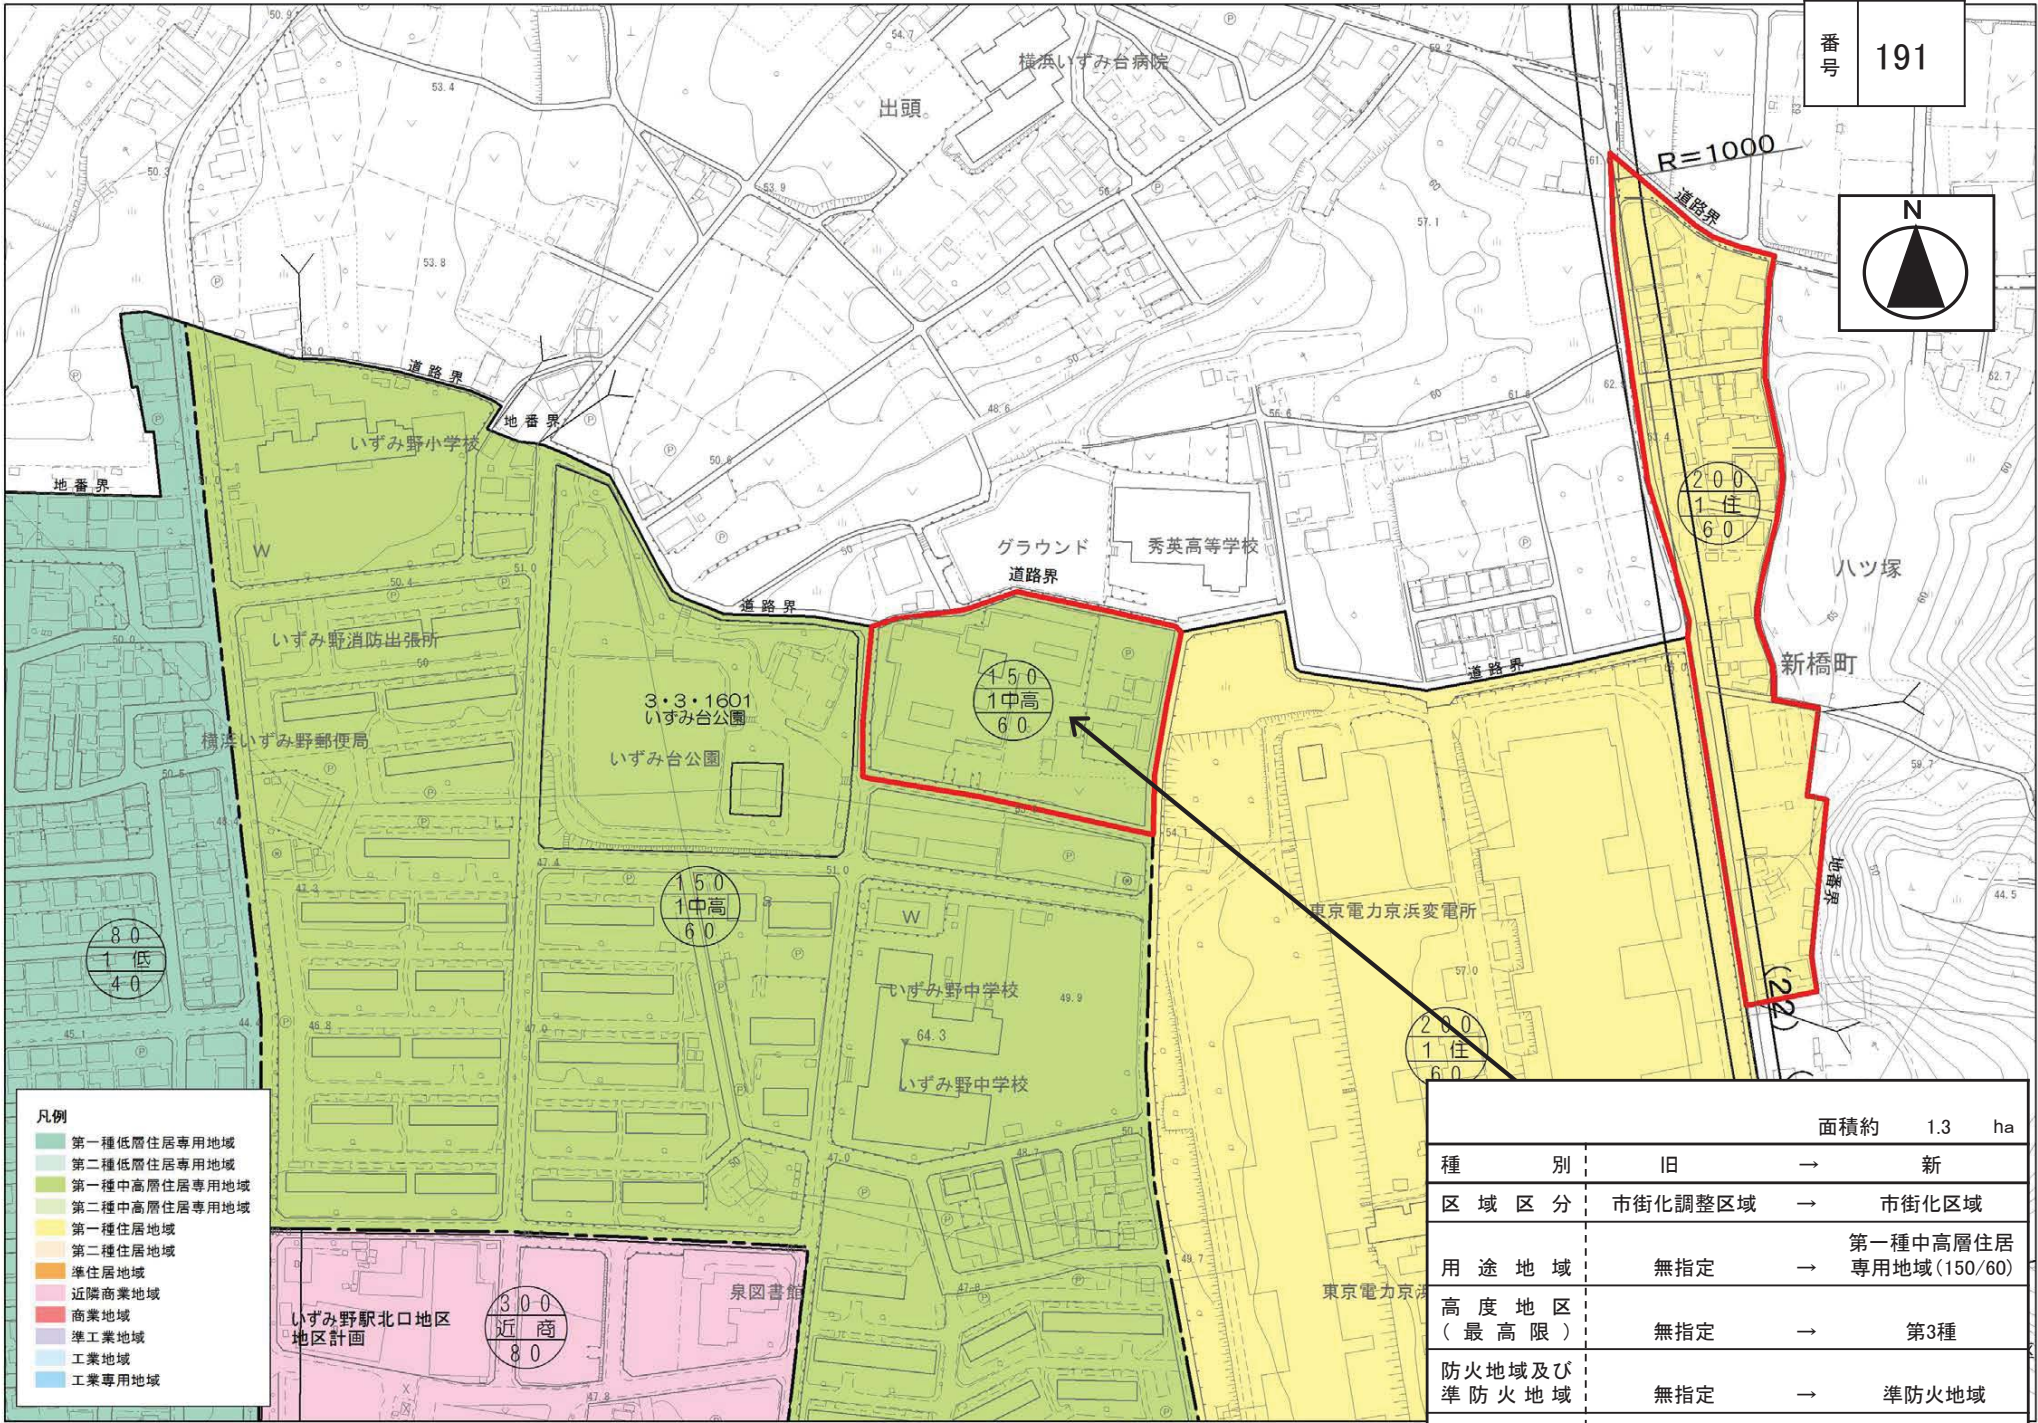 番号 191
横浜いずみ台病院
出頭
R=1000
道路界
N
道路界
地番界
いずみ野小学校
地番界
グラウンド
秀英高等学校
道路界
道路界
200
1住
60
八ツ塚
新橋町
道路界
いずみ野消防出張所
3・3・1601
いずみ台公園
いずみ台公園
150
1中高
60
横浜いずみ野郵便局
150
1中高
60
W
W
東京電力京浜変電所
地番界
80
1低
40
いずみ野中学校
64.3
49.9
いずみ野中学校
200
1住
60
(22)
東京電力京浜
泉図書館
いずみ野駅北口地区
地区計画
300
近商
80
凡例
第一種低層住居専用地域
第二種低層住居専用地域
第一種中高層住居専用地域
第二種中高層住居専用地域
第一種住居地域
第二種住居地域
準住居地域
近隣商業地域
商業地域
準工業地域
工業地域
工業専用地域
面積約 1.3 ha
種別 旧 → 新
区域区分 市街化調整区域 → 市街化区域
用途地域 無指定 → 第一種中高層住居
専用地域(150/60)
高度地区
(最高限) 無指定 → 第3種
防火地域及び
準防火地域 無指定 → 準防火地域